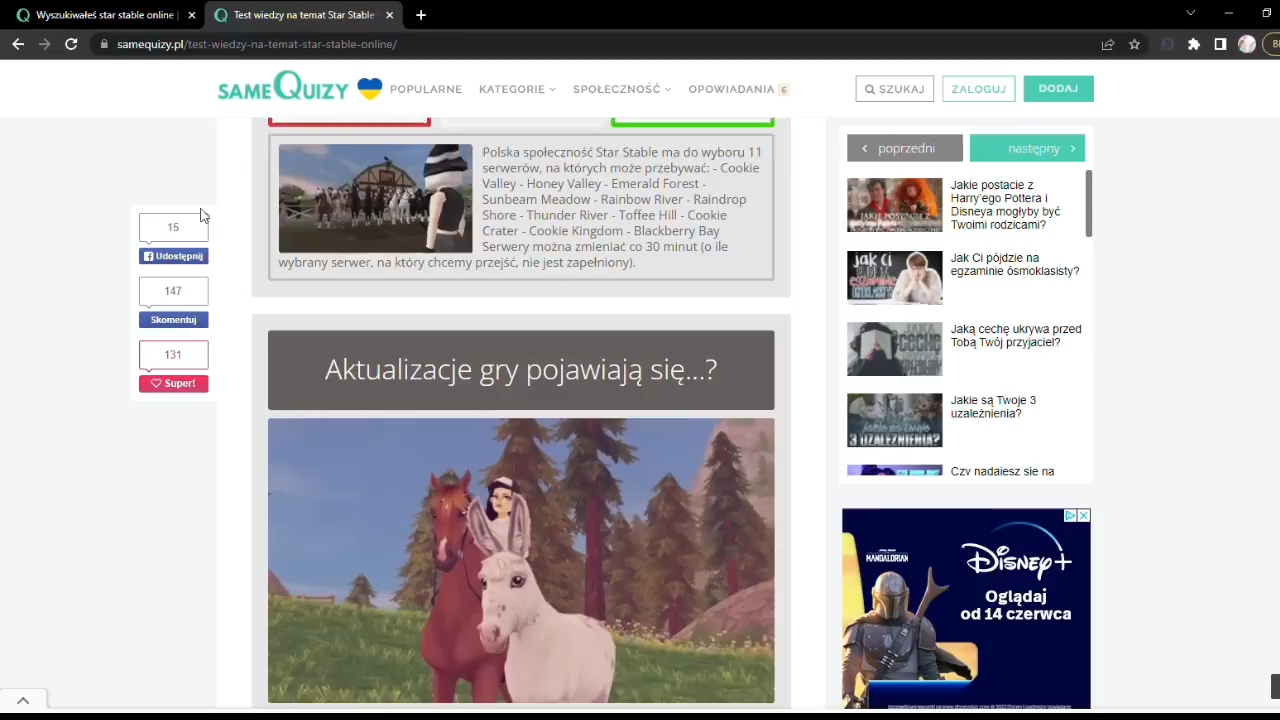 Wyszukiwałeś star stable online |
Test wiedzy na temat Star Stable
samequizy.pl/test-wiedzy-na-temat-star-stable-online/
SAMEQUIZY
POPULARNE
KATEGORIE
SPOŁECZNOŚĆ
OPOWIADANIA 6
SZUKAJ
ZALOGUJ
DODAJ
Polska społeczność Star Stable ma do wyboru 11
serwerów, na których może przebywać: - Cookie
Valley - Honey Valley - Emerald Forest -
Sunbeam Meadow - Rainbow River - Raindrop
Shore - Thunder River - Toffee Hill - Cookie
Crater - Cookie Kingdom - Blackberry Bay
Serwery można zmieniać co 30 minut (o ile
wybrany serwer, na który chcemy przejść, nie jest zapełniony).
15
Udostępnij
147
Skomentuj
131
Super!
Aktualizacje gry pojawiają się...?
poprzedni
następny
Jakie postacie z
Harry'ego Pottera i
Disneya mogłyby być
Twoimi rodzicami?
Jak Ci pójdzie na
egzaminie ósmoklasisty?
Jaką cechę ukrywa przed
Tobą Twój przyjaciel?
Jakie są Twoje 3
uzależnienia?
3 UZALEŻNIENIA?
Czy nadajesz się na
MANDALORIAN
Disney+
Oglądaj
od 14 czerwca